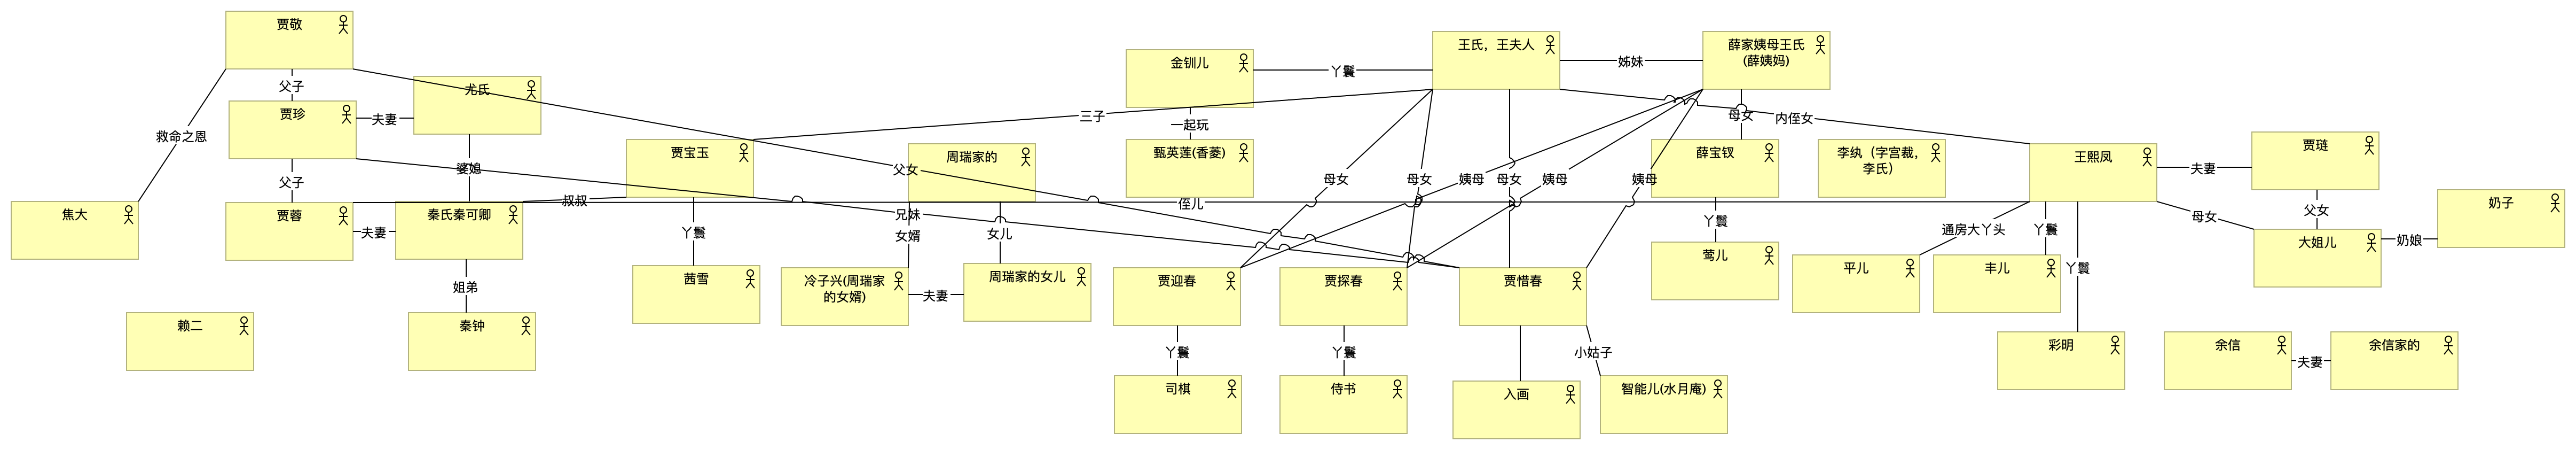 贾敬
王氏，王夫人
薛家姨母王氏
(薛姨妈)
金钏儿
丫鬟
姊妹
父子
尤氏
贾珍
夫妻
三子
一起玩
母女
内侄女
救命之恩
贾宝玉
周瑞家的
甄英莲(香菱)
薛宝钗
李纨（字宫裁，
李氏）
王熙凤
夫妻
贾琏
婆媳
父女
父子
母女
母女
姨母
母女
姨母
姨母
焦大
贾蓉
夫妻
秦氏秦可卿
叔叔
兄妹
侄儿
丫鬟
女婿
女儿
丫鬟
通房大丫头
丫鬟
母女
父女
奶子
大姐儿
奶娘
莺儿
平儿
丰儿
丫鬟
姐弟
茜雪
冷子兴(周瑞家
的女婿)
夫妻
周瑞家的女儿
贾迎春
贾探春
贾惜春
赖二
秦钟
丫鬟
丫鬟
小姑子
彩明
余信
夫妻
余信家的
司棋
侍书
入画
智能儿(水月庵)